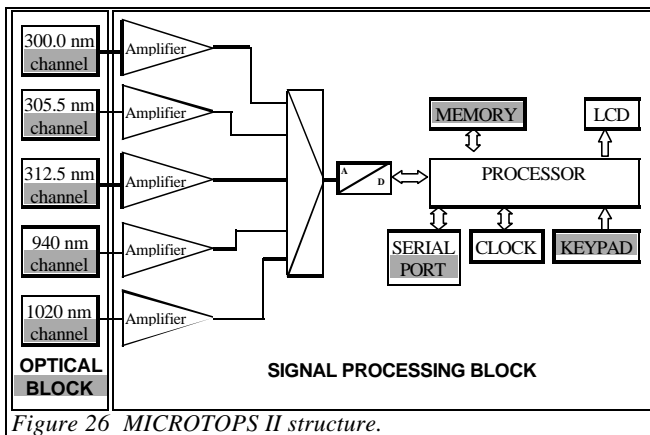 300.0 nm
channel
Amplifier
305.5 nm
channel
Amplifier
312.5 nm
channel
Amplifier
940 nm
channel
Amplifier
1020 nm
channel
Amplifier
A
D
MEMORY
LCD
PROCESSOR
SERIAL
PORT
CLOCK
KEYPAD
OPTICAL
BLOCK
SIGNAL PROCESSING BLOCK
Figure 26 MICROTOPS II structure.